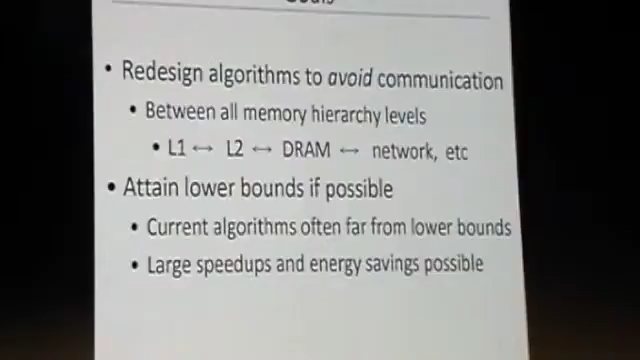 • Redesign algorithms to avoid communication
• Between all memory hierarchy levels
• L1 ↔ L2 ↔ DRAM ↔ network, etc
• Attain lower bounds if possible
• Current algorithms often far from lower bounds
• Large speedups and energy savings possible